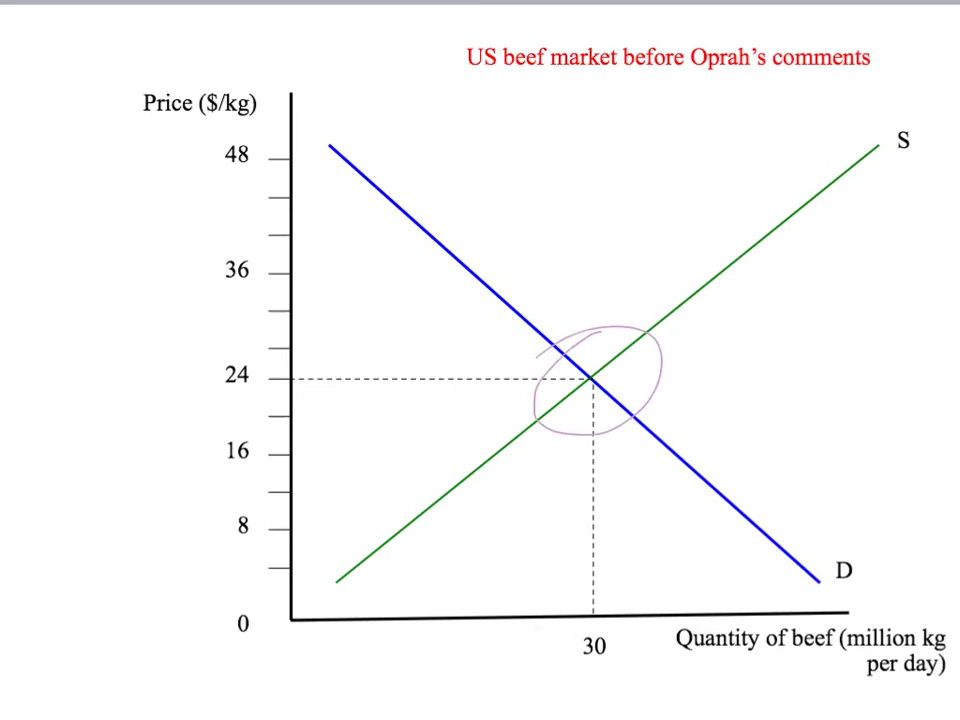 US beef market before Oprah’s comments
Price ($/kg)
48
S
36
24
16
8
D
0
30
Quantity of beef (million kg
per day)